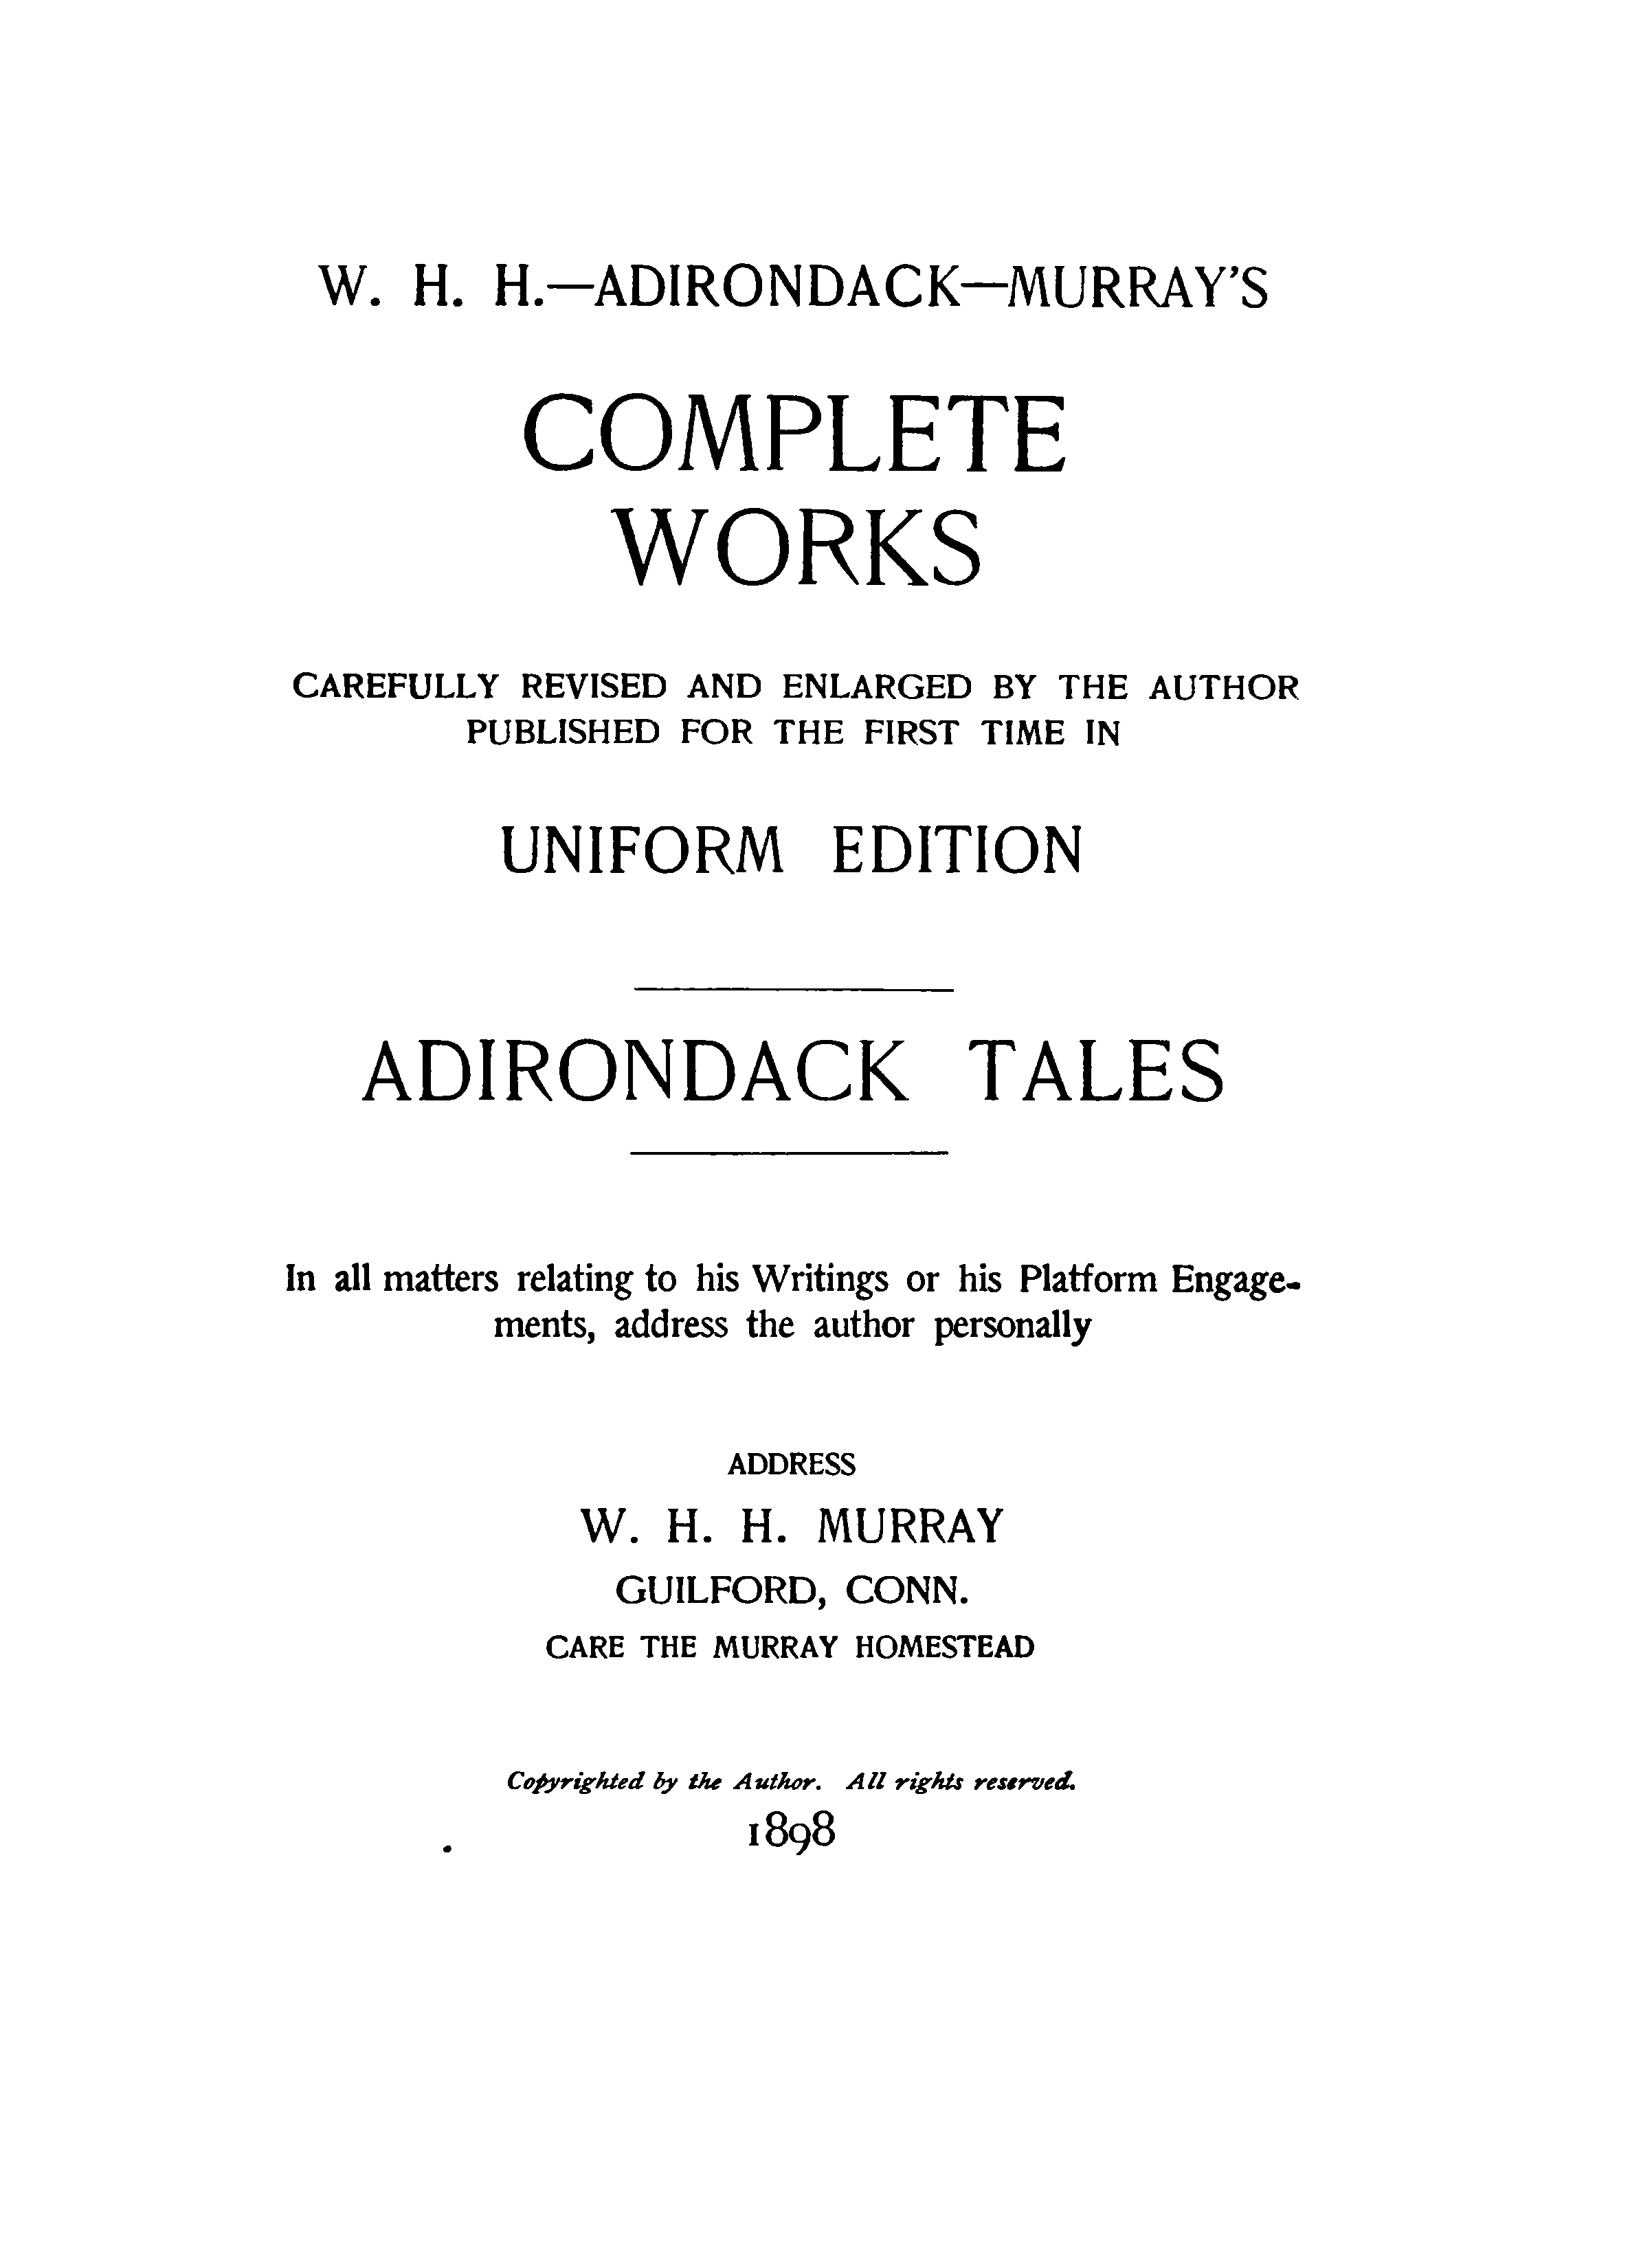 W. H. H.—ADIRONDACK—MURRAY'S
COMPLETE
WORKS
CAREFULLY REVISED AND ENLARGED BY THE AUTHOR
PUBLISHED FOR THE FIRST TIME IN
UNIFORM EDITION
ADIRONDACK TALES
In all matters relating to his Writings or his Platform Engage-
ments, address the author personally
ADDRESS
W. H. H. MURRAY
GUILFORD, CONN.
CARE THE MURRAY HOMESTEAD
Copyrighted by the Author. All rights reserved.
1898